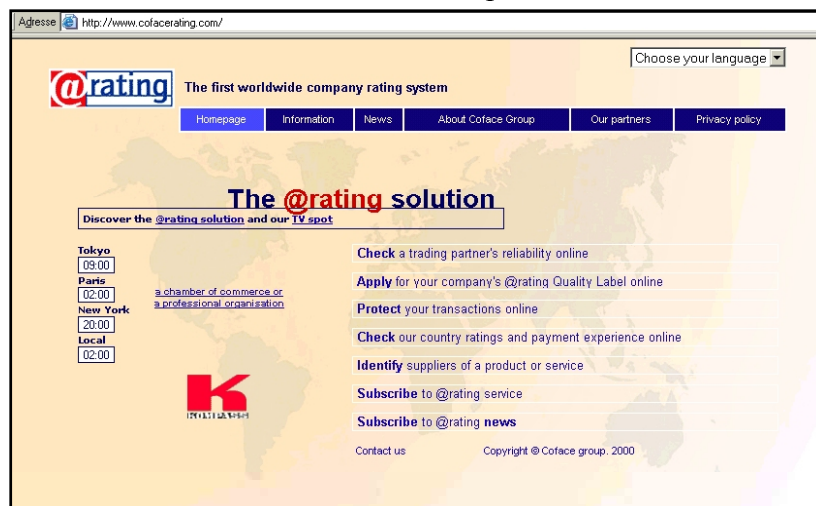 Adresse http://www.cofacerating.com/
Choose your language
@rating The first worldwide company rating system
Homepage Information News About Coface Group Our partners Privacy policy
The @rating solution
Discover the @rating solution and our TV spot
Tokyo
09:00
Paris
02:00
New York
20:00
Local
02:00
a chamber of commerce or
a professional organisation
KOMPASS
Check a trading partner's reliability online
Apply for your company's @rating Quality Label online
Protect your transactions online
Check our country ratings and payment experience online
Identify suppliers of a product or service
Subscribe to @rating service
Subscribe to @rating news
Contact us Copyright © Coface group. 2000